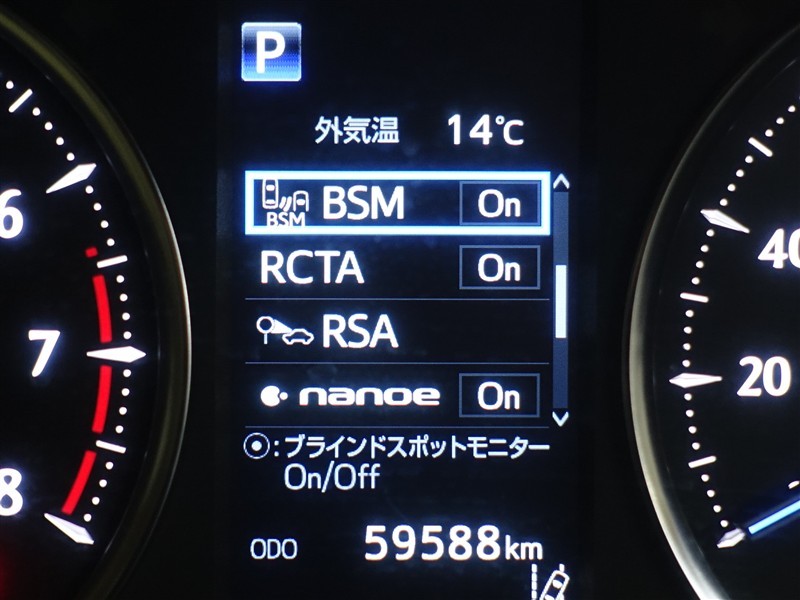 P
外気温 14℃
BSM BSM On
RCTA On
RSA
nanoe On
:ブラインドスポットモニター
On/Off
ODO 59588km
6
7
8
40
20